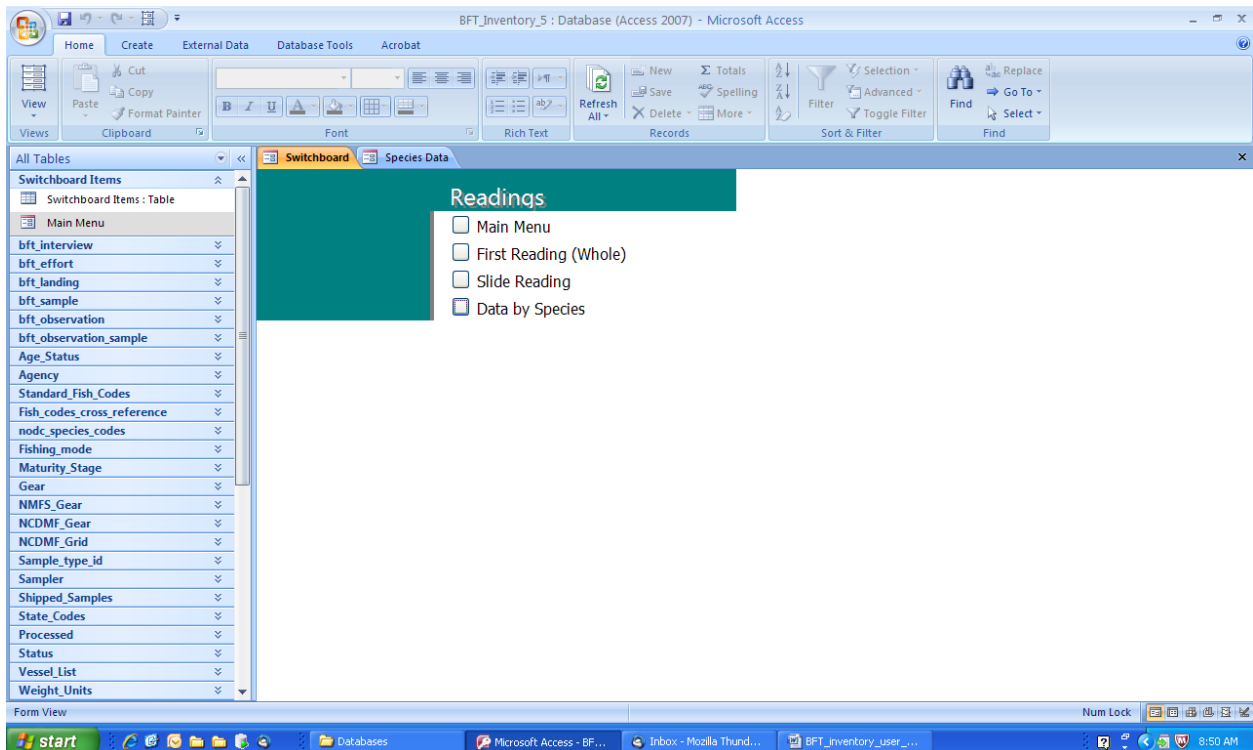 BFT_Inventory_5 : Database (Access 2007) - Microsoft Access
Home Create External Data Database Tools Acrobat
View
Views
Paste
Cut
Copy
Format Painter
Clipboard
B I U
Font
Rich Text
Refresh All
New
Save
Delete
Totals
Spelling
More
Records
Filter
Selection
Advanced
Toggle Filter
Sort & Filter
Find
Replace
Go To
Select
Find
All Tables
Switchboard Items
Switchboard Items : Table
Main Menu
bft_interview
bft_effort
bft_landing
bft_sample
bft_observation
bft_observation_sample
Age_Status
Agency
Standard_Fish_Codes
Fish_codes_cross_reference
nodc_species_codes
Fishing_mode
Maturity_Stage
Gear
NMFS_Gear
NCDMF_Gear
NCDMF_Grid
Sample_type_id
Sampler
Shipped_Samples
State_Codes
Processed
Status
Vessel_List
Weight_Units
Switchboard Species Data
Readings
Main Menu
First Reading (Whole)
Slide Reading
Data by Species
Form View
Num Lock
start
Databases
Microsoft Access - BF...
Inbox - Mozilla Thund...
BFT_inventory_user_...
8:50 AM